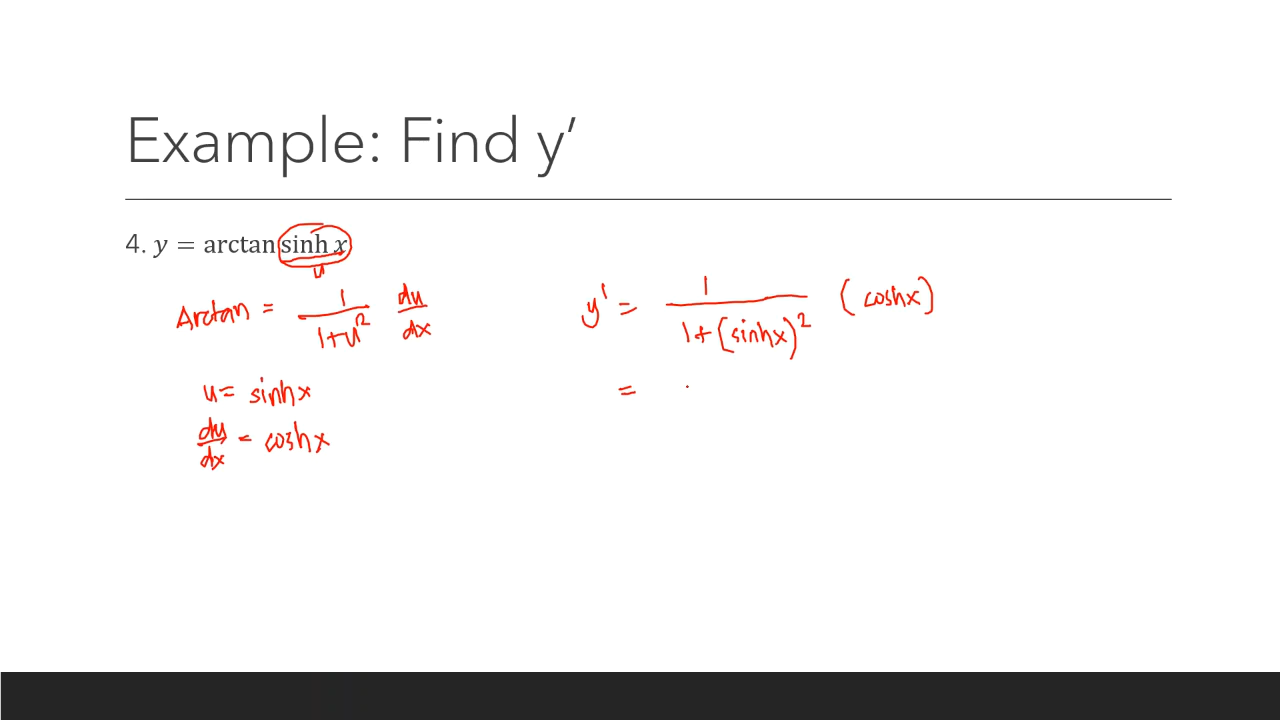 Example: Find y′
4. y = arctan sinh x
u
Arctan = 1/(1+u²) du/dx
u = sinhx
du/dx = coshx
y' = 1/(1+(sinhx)²) (coshx)
=